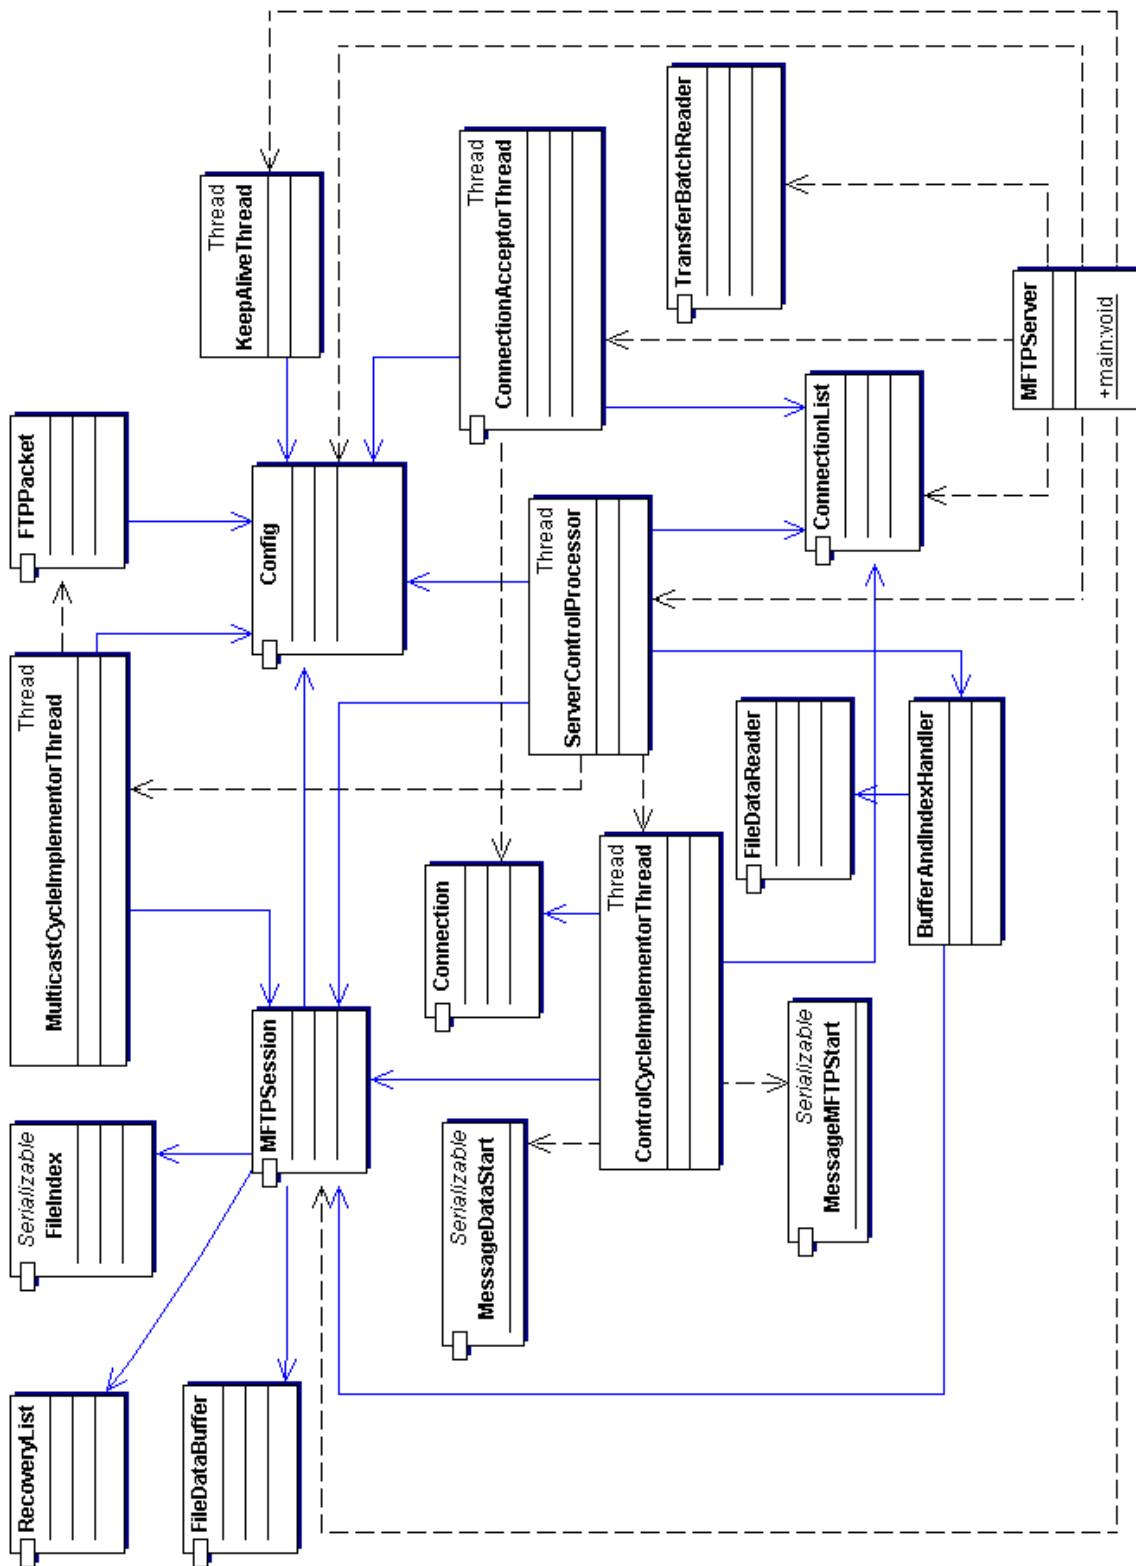 RecoveryList
Serializable
FileIndex
Thread
MulticastCycleImplementorThread
FTPPacket
FileDataBuffer
Thread
KeepAliveThread
MFTPSession
Config
Serializable
MessageDataStart
Connection
Thread
ConnectionAcceptorThread
Thread
ServerControlProcessor
Thread
ControlCycleImplementorThread
TransferBatchReader
FileDataReader
Serializable
MessageMFTPStart
ConnectionList
BufferAndIndexHandler
MFTPServer
+main:void